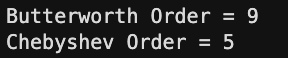 Butterworth Order = 9
Chebyshev Order = 5